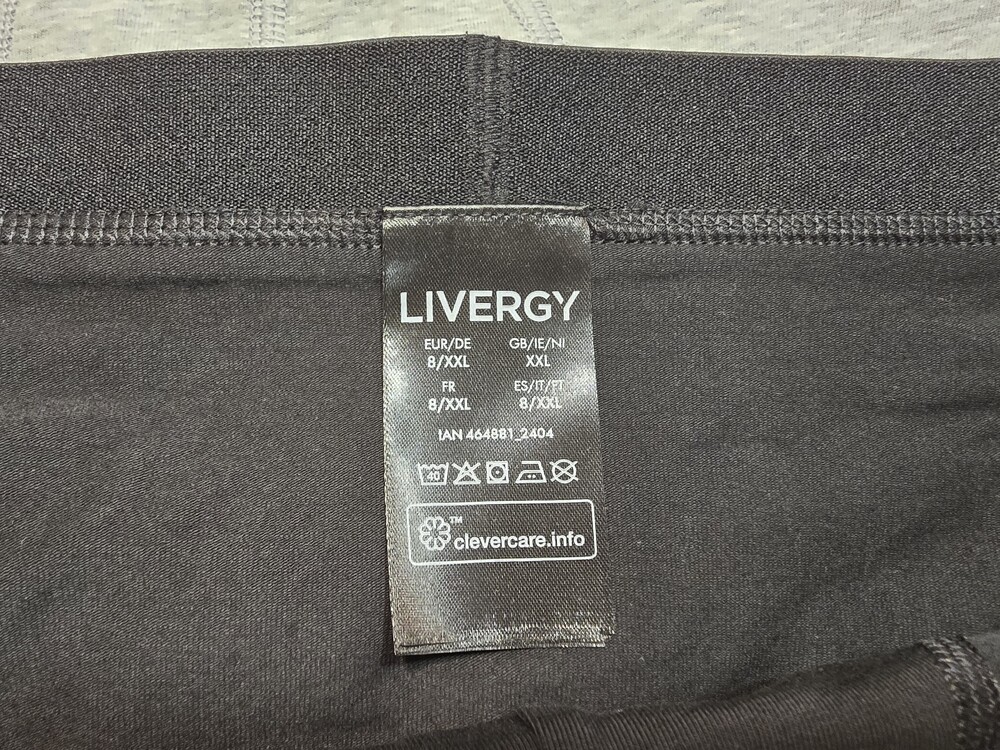 LIVERGY
EUR/DE GB/IE/NI
8/XXL XXL
FR ES/IT/PT
8/XXL 8/XXL
IAN 464881_2404
40
™
clevercare.info